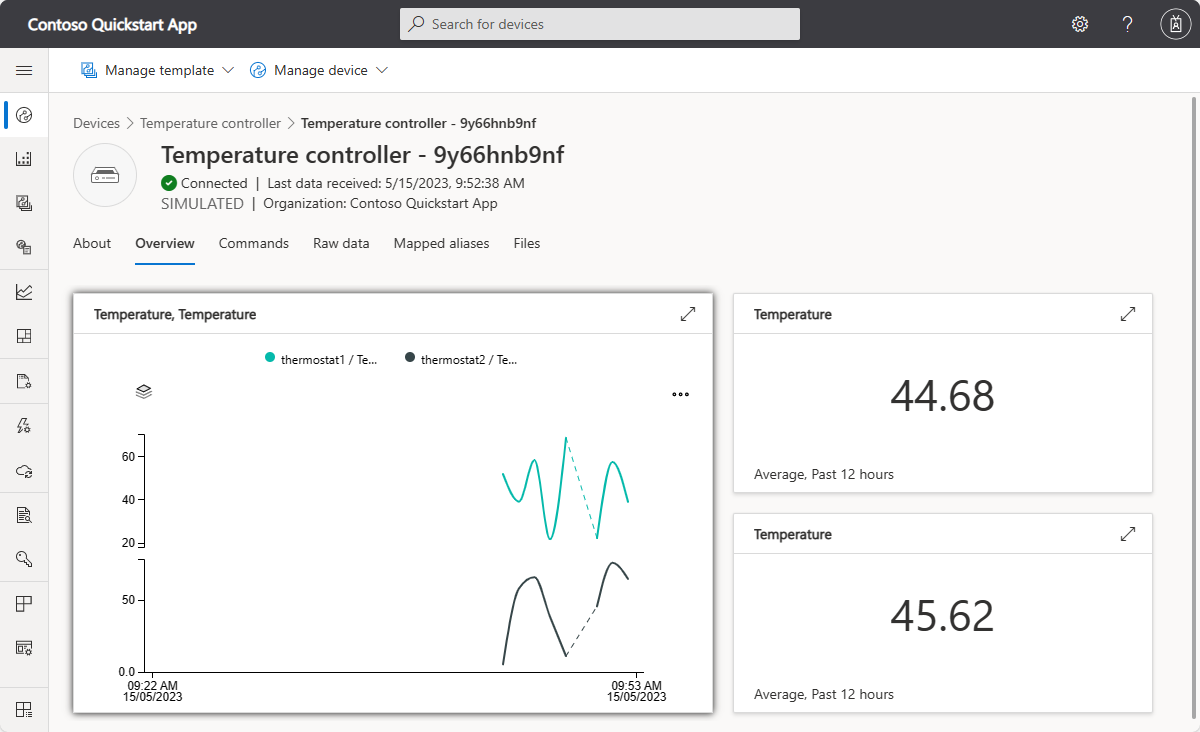 Contoso Quickstart App
Search for devices
?
Manage template
Manage device
Devices > Temperature controller > Temperature controller - 9y66hnb9nf
Temperature controller - 9y66hnb9nf
Connected | Last data received: 5/15/2023, 9:52:38 AM
SIMULATED | Organization: Contoso Quickstart App
About Overview Commands Raw data Mapped aliases Files
Temperature, Temperature
thermostat1 / Te... thermostat2 / Te...
60
40
20
50
0.0
09:22 AM
15/05/2023
09:53 AM
15/05/2023
Temperature
44.68
Average, Past 12 hours
Temperature
45.62
Average, Past 12 hours